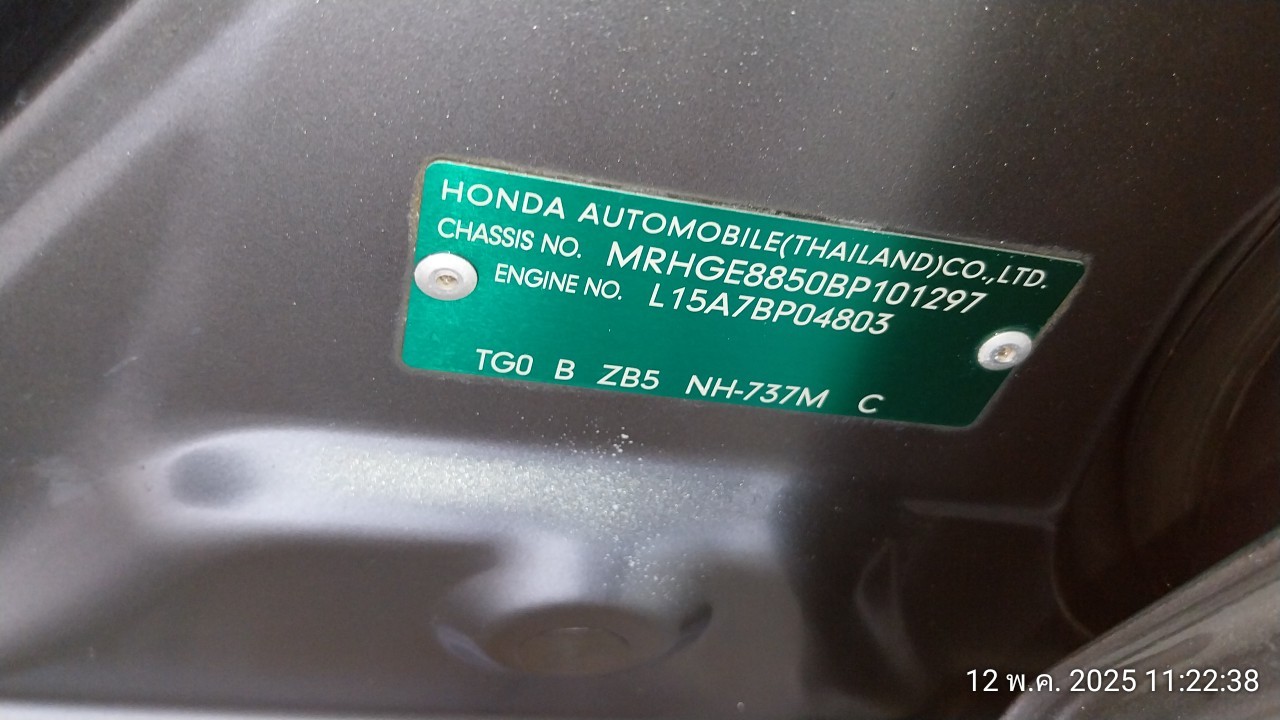 HONDA AUTOMOBILE(THAILAND)CO.,LTD.
CHASSIS NO. MRHGE8850BP101297
ENGINE NO. L15A7BP04803
TG0 B ZB5 NH-737M C
12 พ.ค. 2025 11:22:38